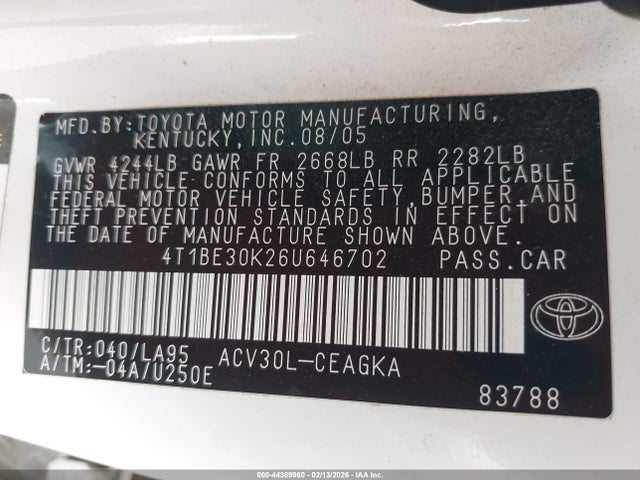 MFD.BY:TOYOTA MOTOR MANUFACTURING,
KENTUCKY,INC.08/05
GVWR 4244LB GAWR FR 2668LB RR 2282LB
THIS VEHICLE CONFORMS TO ALL APPLICABLE
FEDERAL MOTOR VEHICLE SAFETY,BUMPER,AND
THEFT PREVENTION STANDARDS IN EFFECT ON
THE DATE OF MANUFACTURE SHOWN ABOVE.
4T1BE30K26U646702 PASS.CAR
C/TR:040/LA95 ACV30L-CEAGKA
A/TM:-04A/U250E
83788
000-44389960 - 02/13/2026 - IAA Inc.